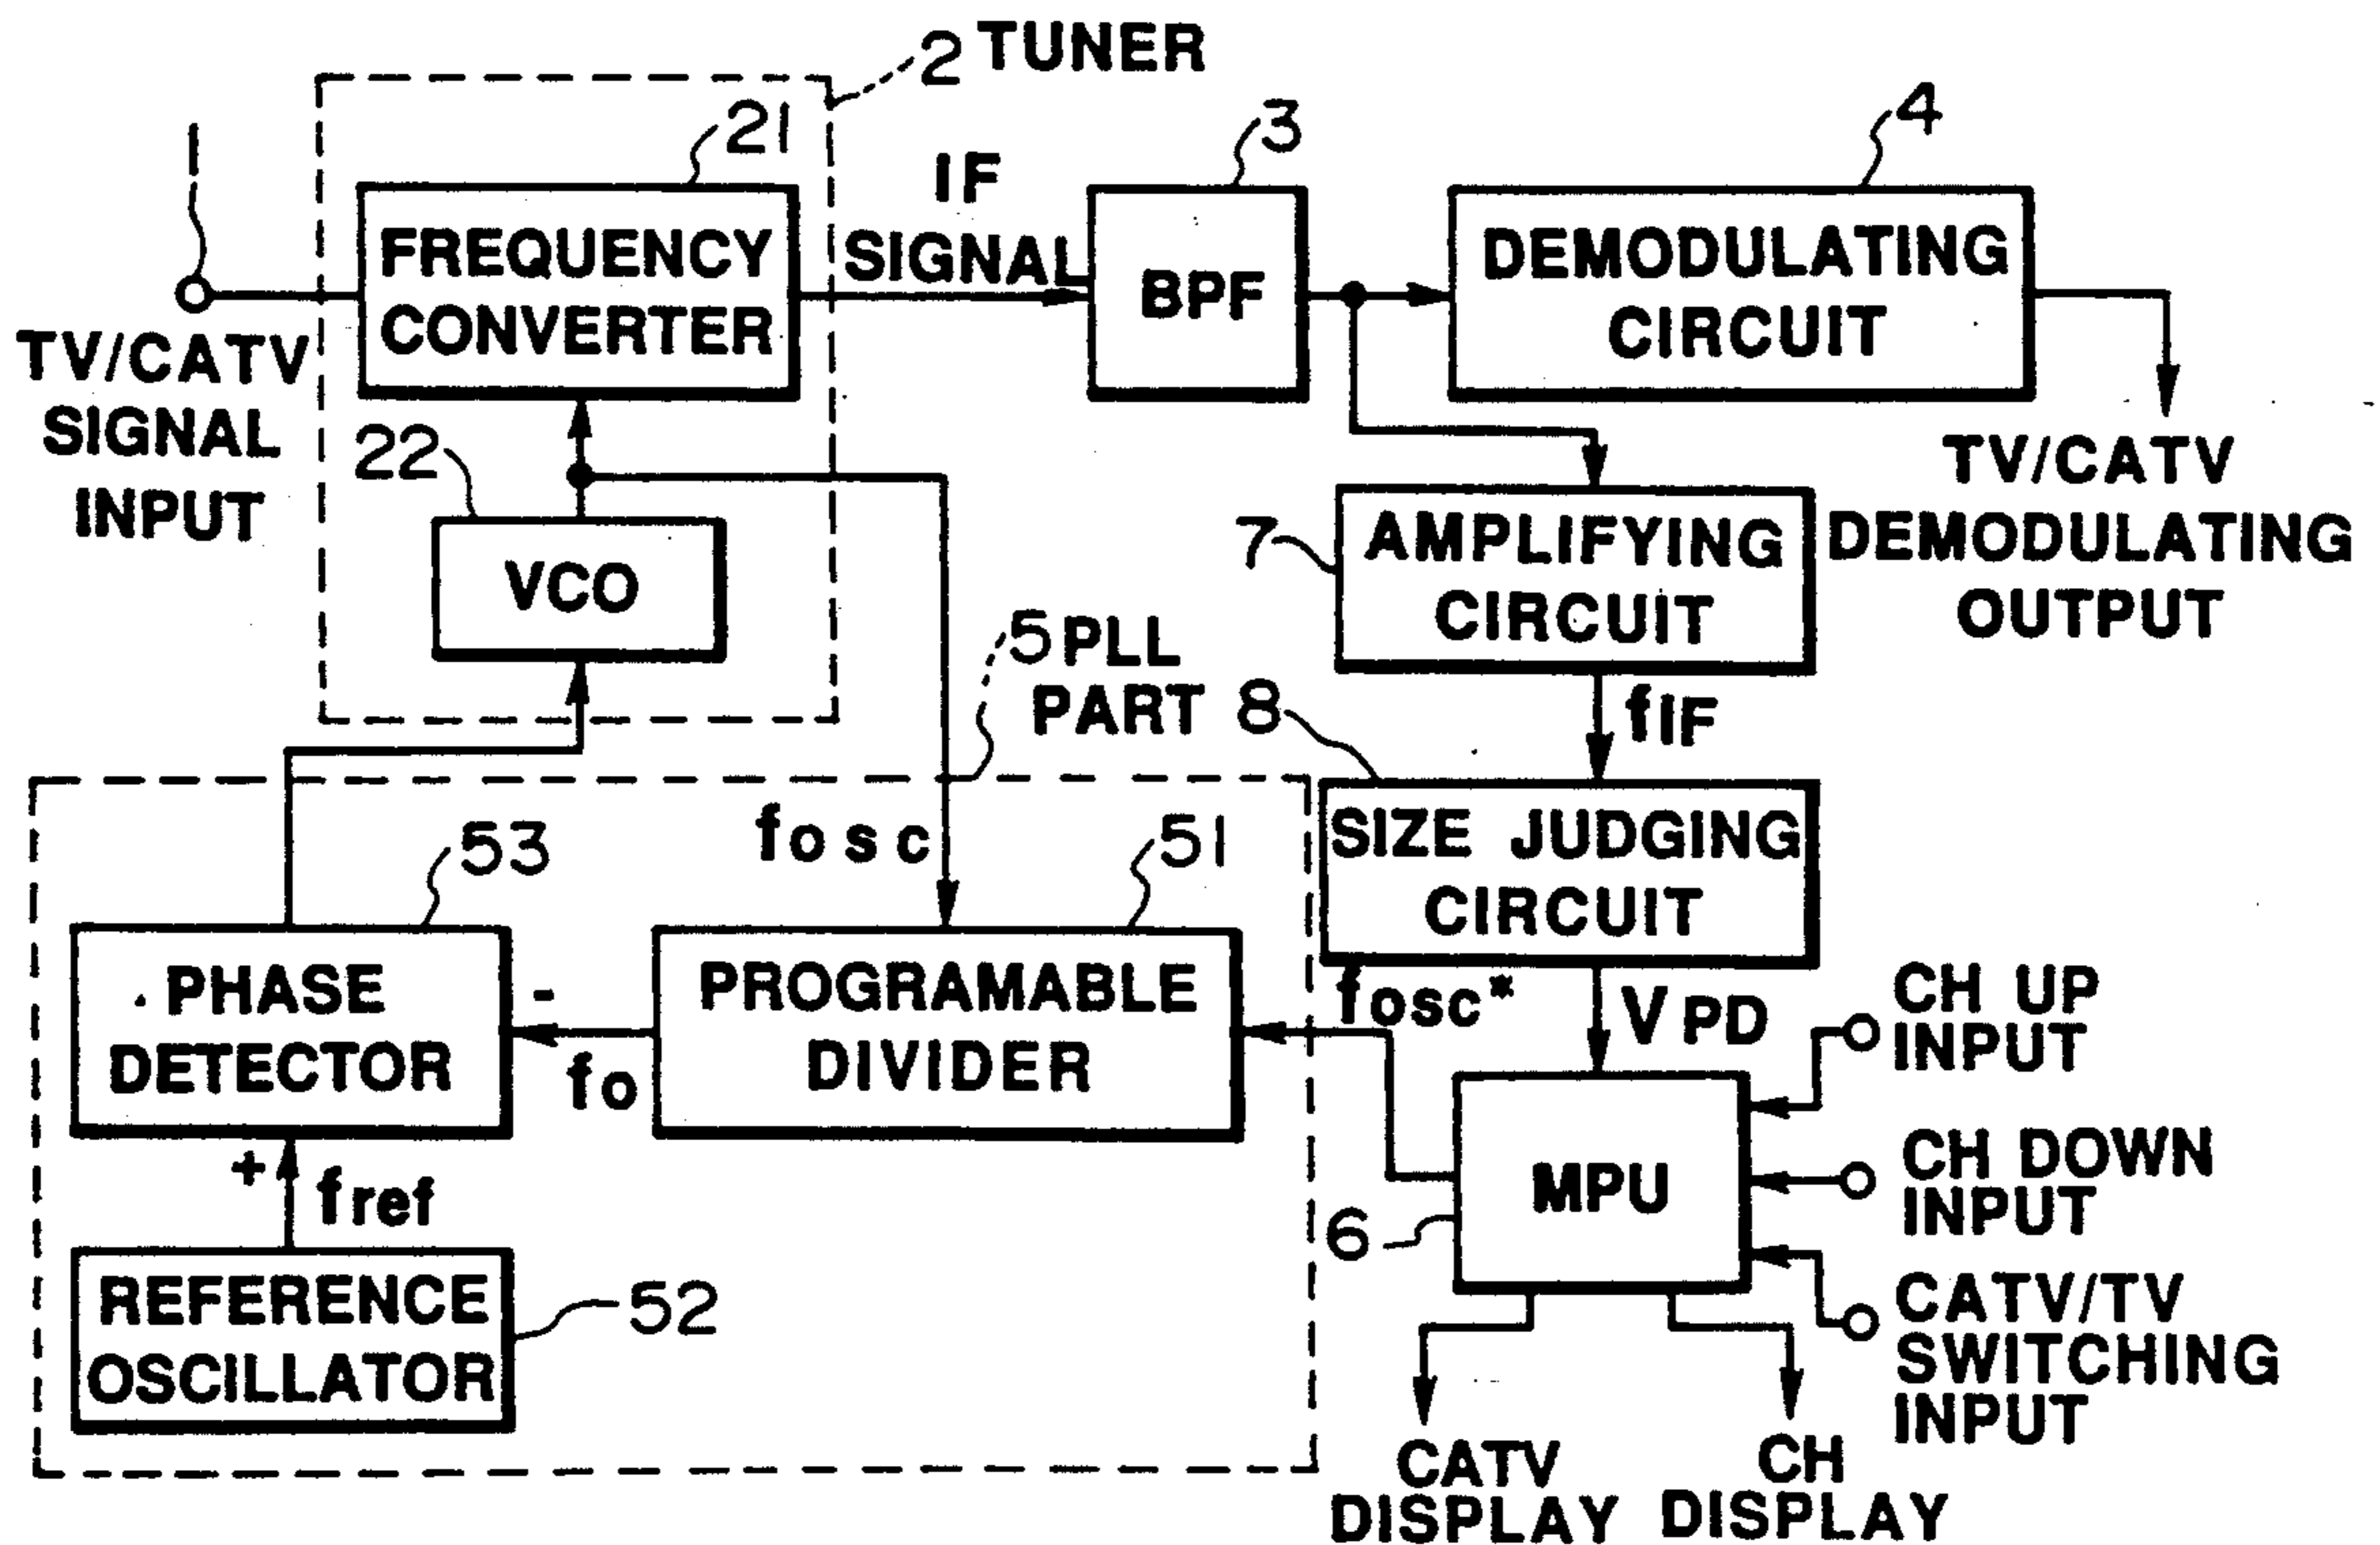 2 TUNER
21
3
4
1
IF
SIGNAL
FREQUENCY
CONVERTER
BPF
DEMODULATING
CIRCUIT
TV/CATV
SIGNAL
INPUT
22
VCO
7
AMPLIFYING
CIRCUIT
TV/CATV
DEMODULATING
OUTPUT
5 PLL
PART
8
fIF
fosc
53
51
SIZE JUDGING
CIRCUIT
PHASE
DETECTOR
-
fo
PROGRAMABLE
DIVIDER
fosc*
VPD
CH UP
INPUT
+
fref
MPU
6
CH DOWN
INPUT
REFERENCE
OSCILLATOR
52
CATV/TV
SWITCHING
INPUT
CATV
DISPLAY
CH
DISPLAY